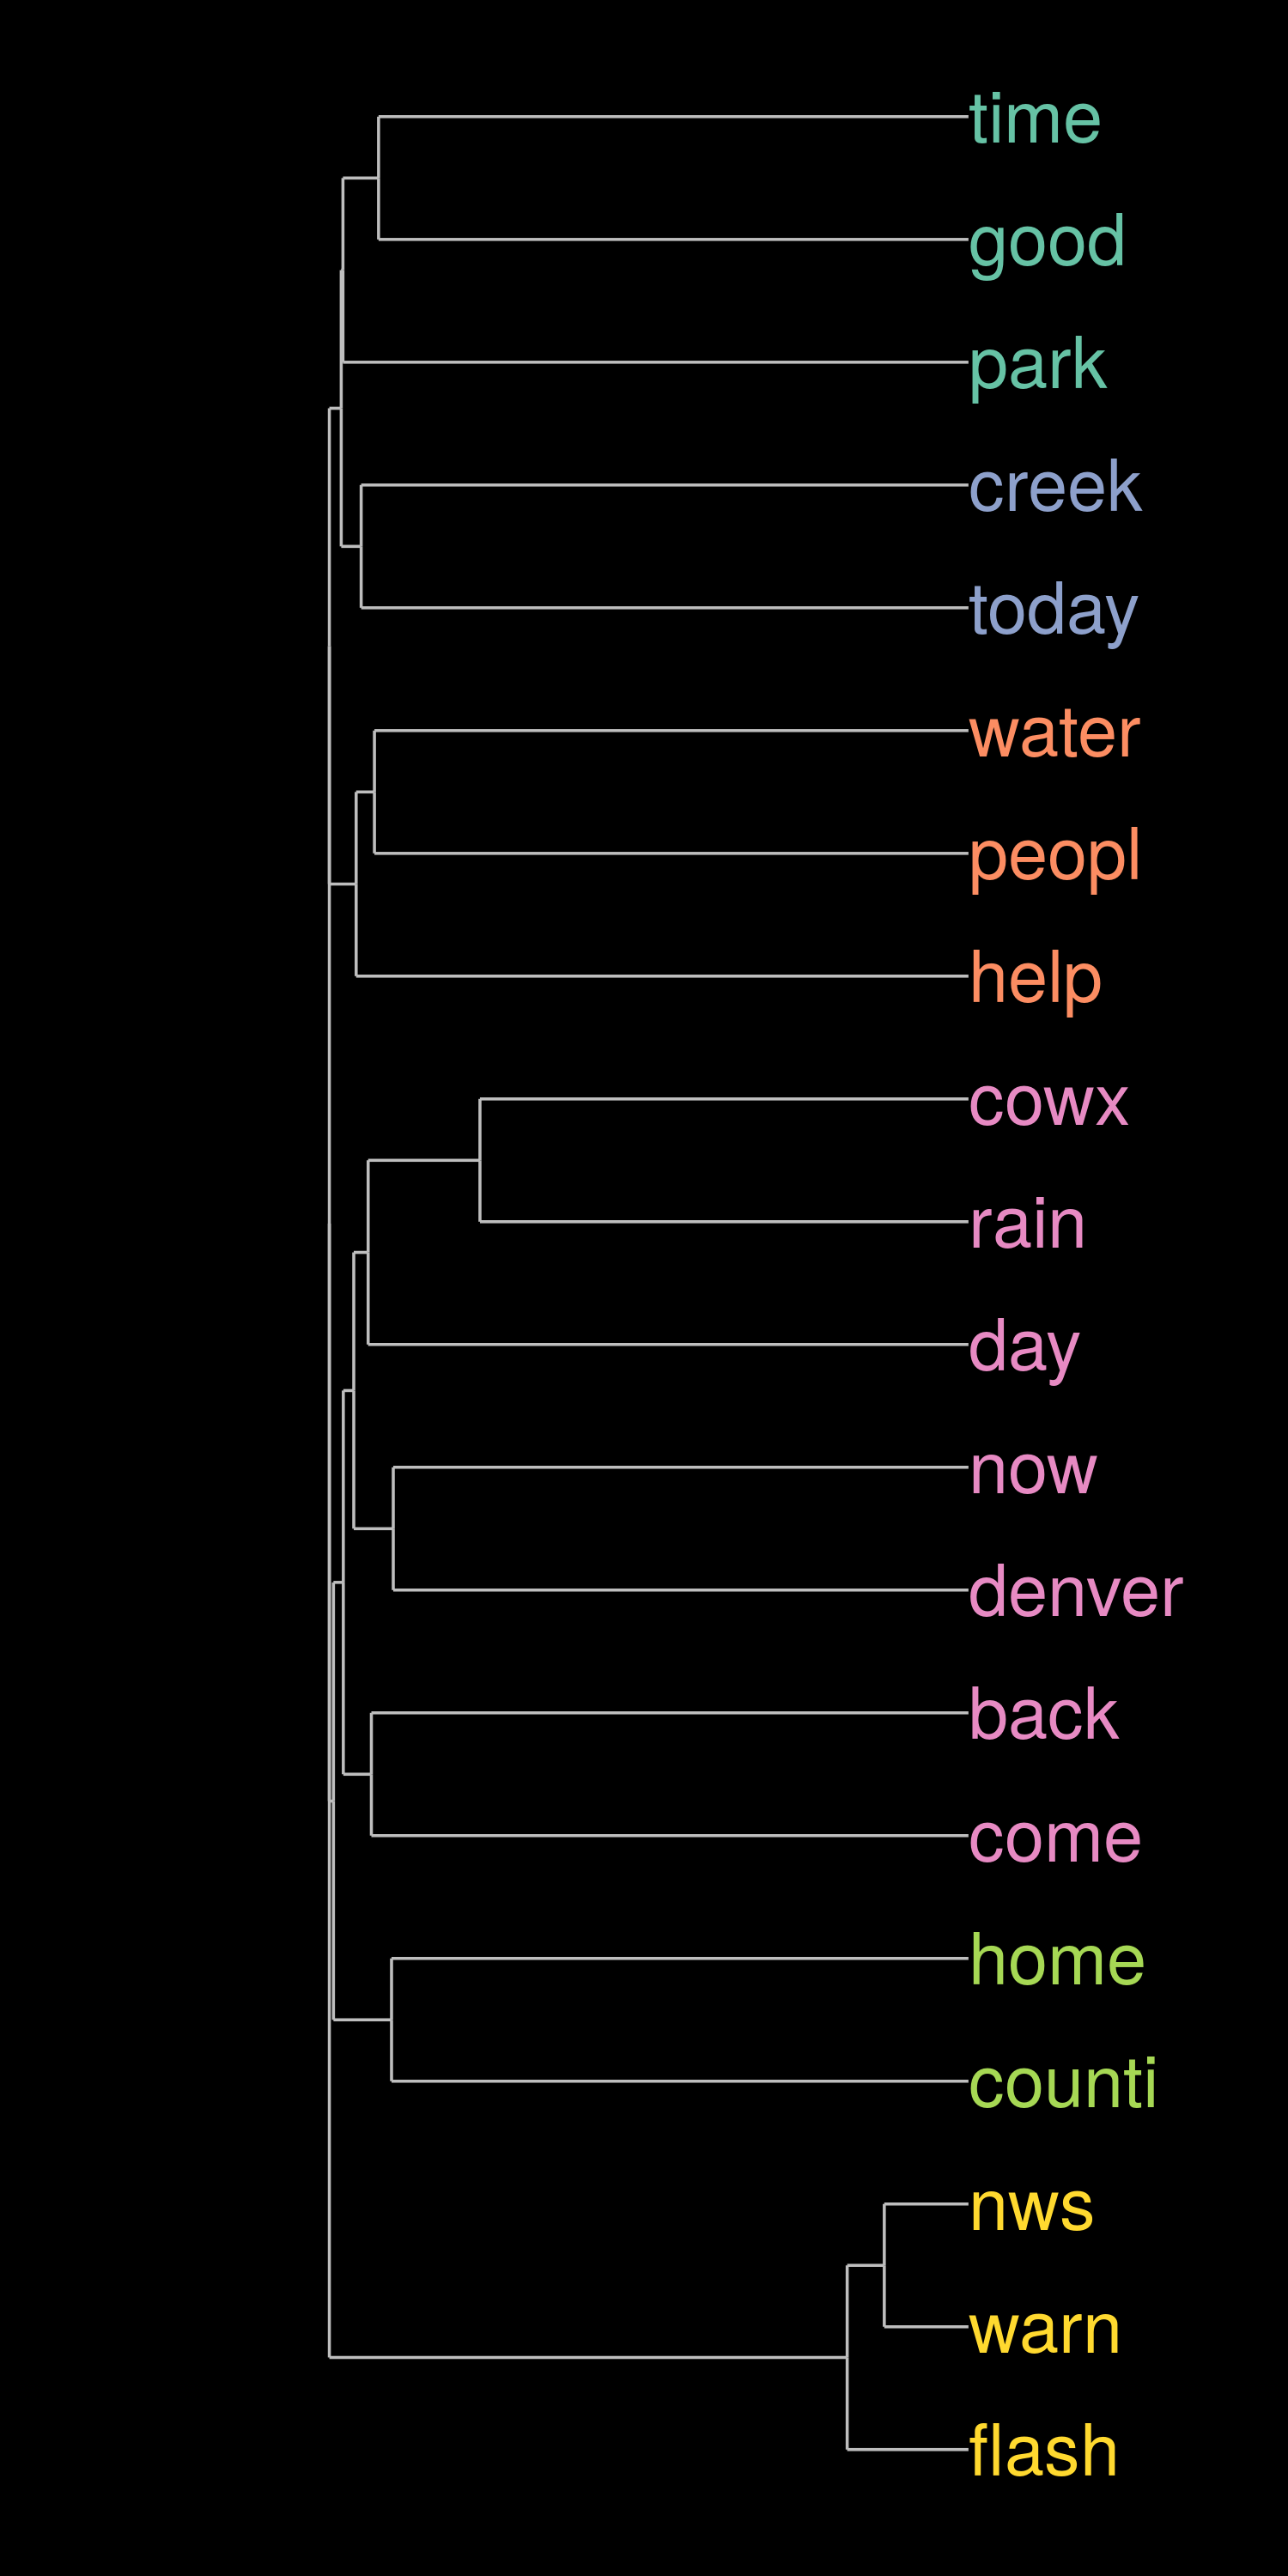 time
good
park
creek
today
water
peopl
help
cowx
rain
day
now
denver
back
come
home
counti
nws
warn
flash